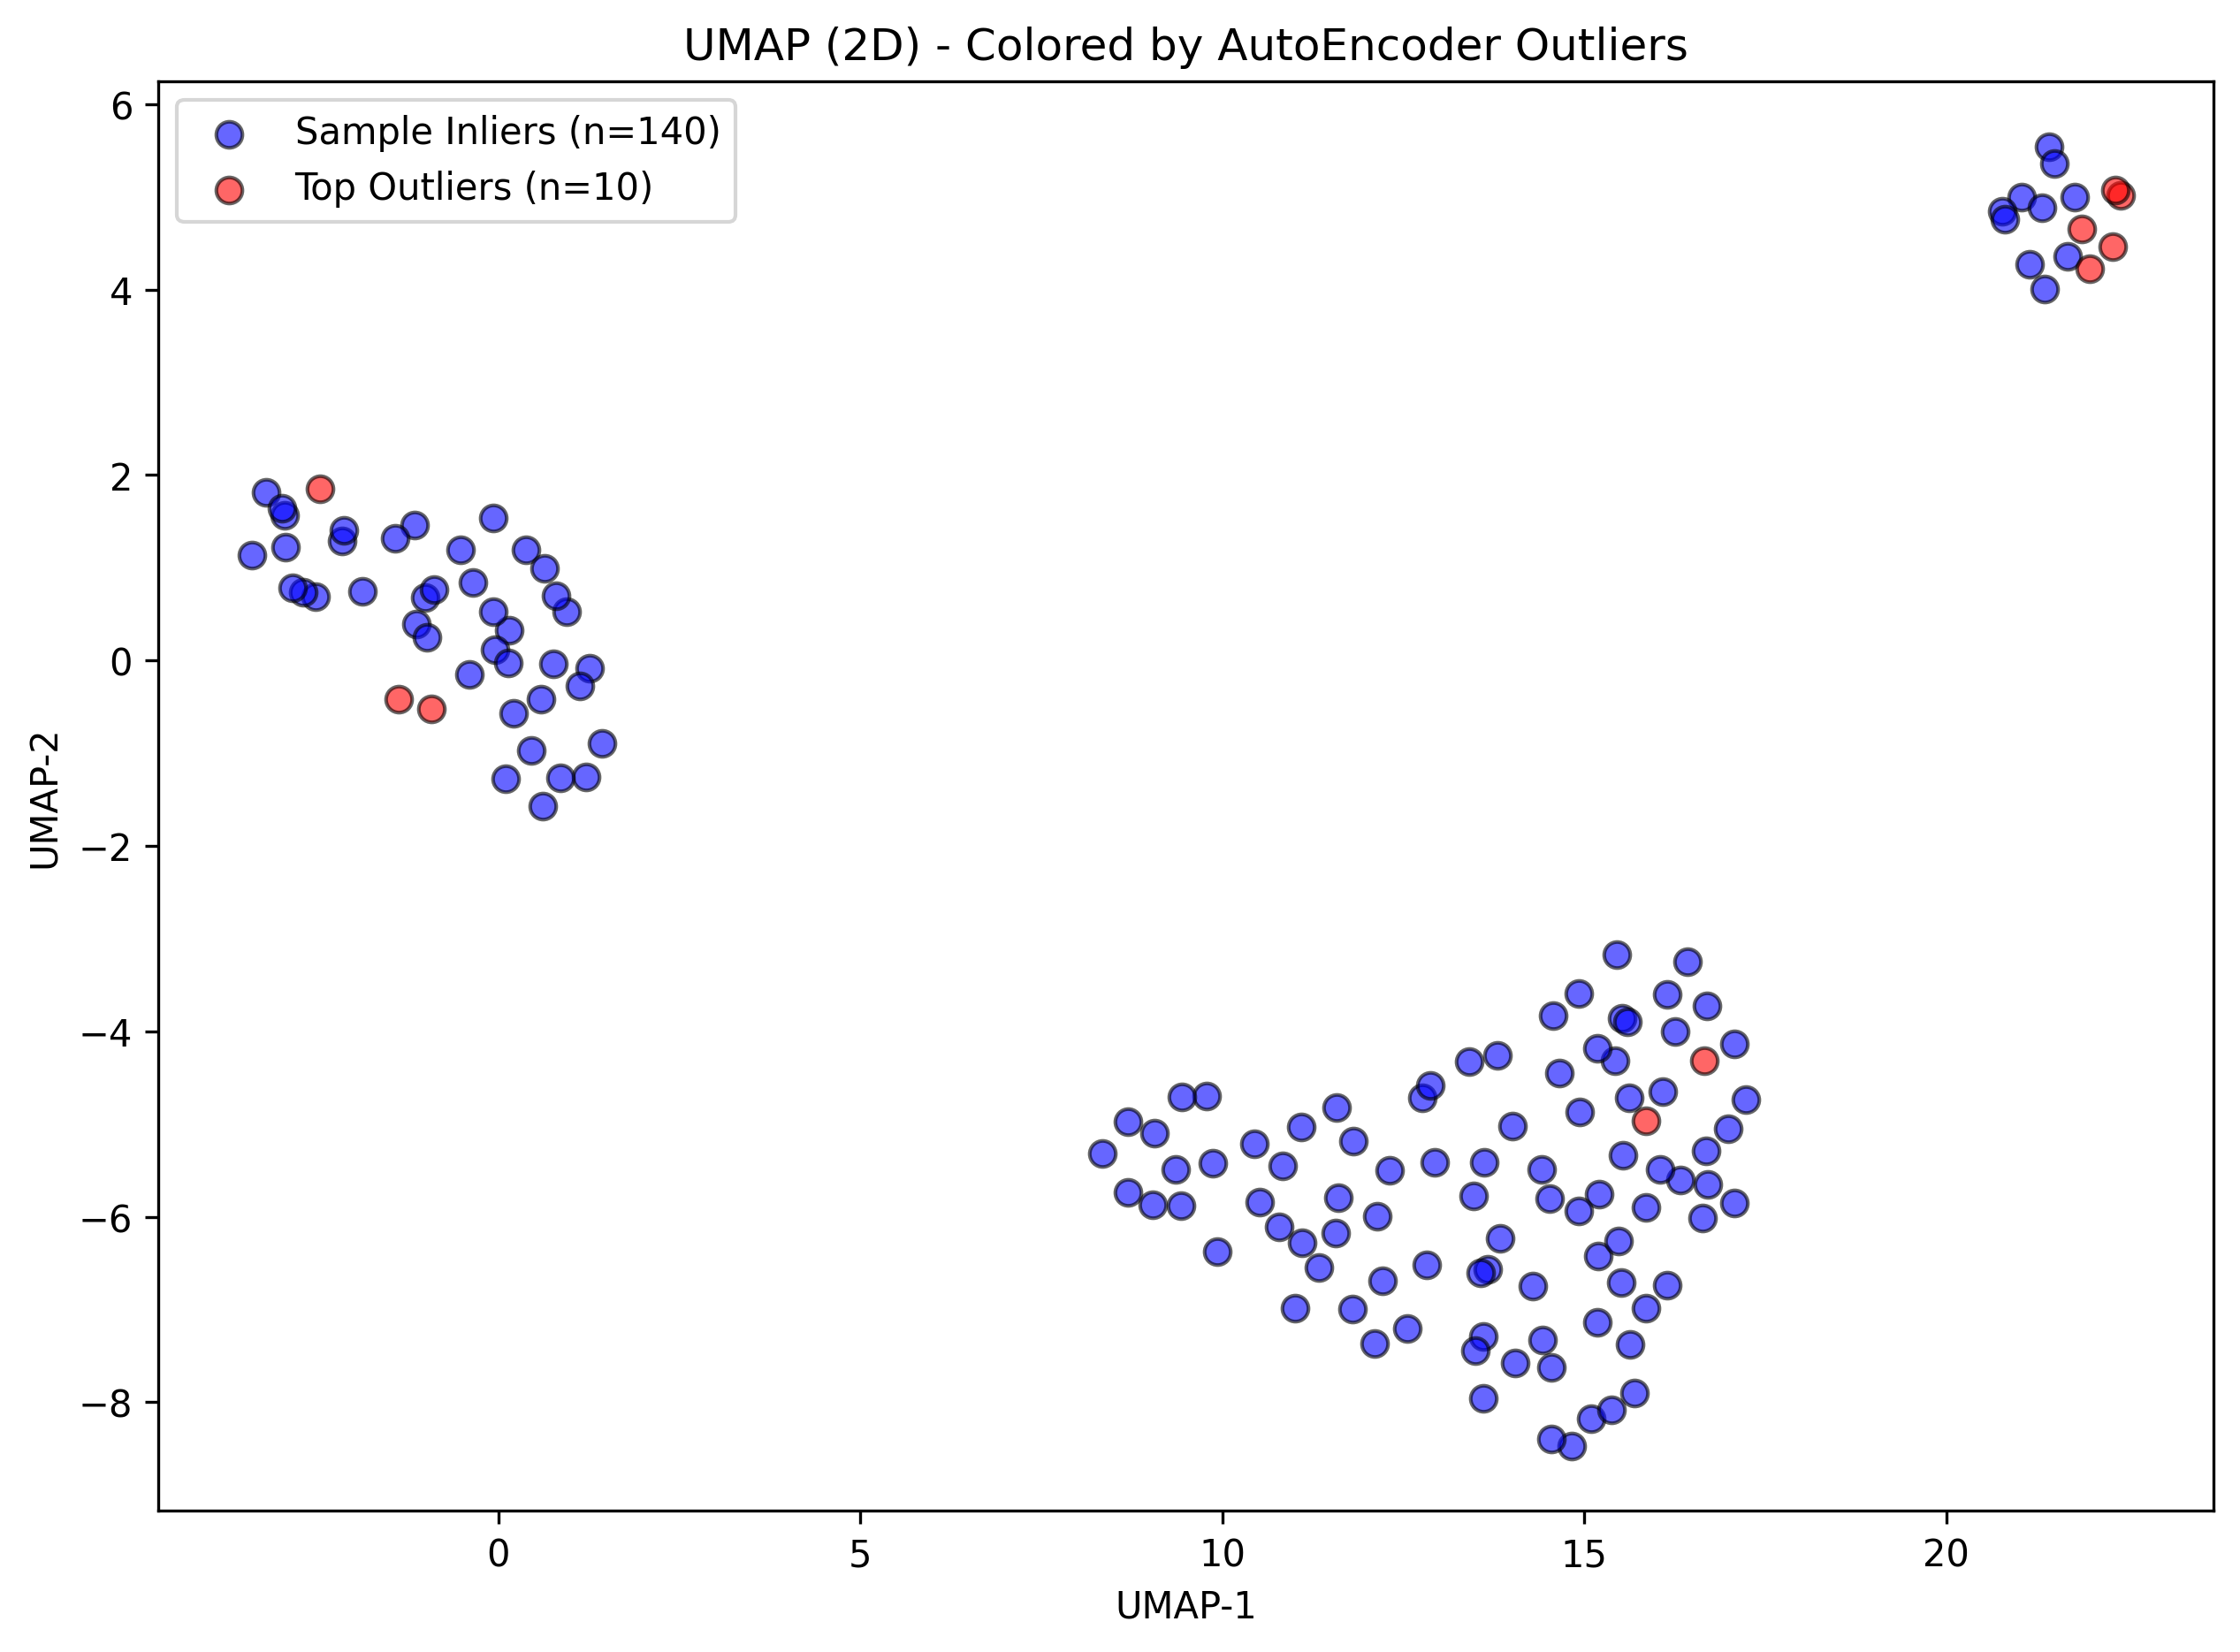 UMAP (2D) - Colored by AutoEncoder Outliers
Sample Inliers (n=140)
Top Outliers (n=10)
6
4
2
0
−2
−4
−6
−8
UMAP-2
0 5 10 15 20
UMAP-1